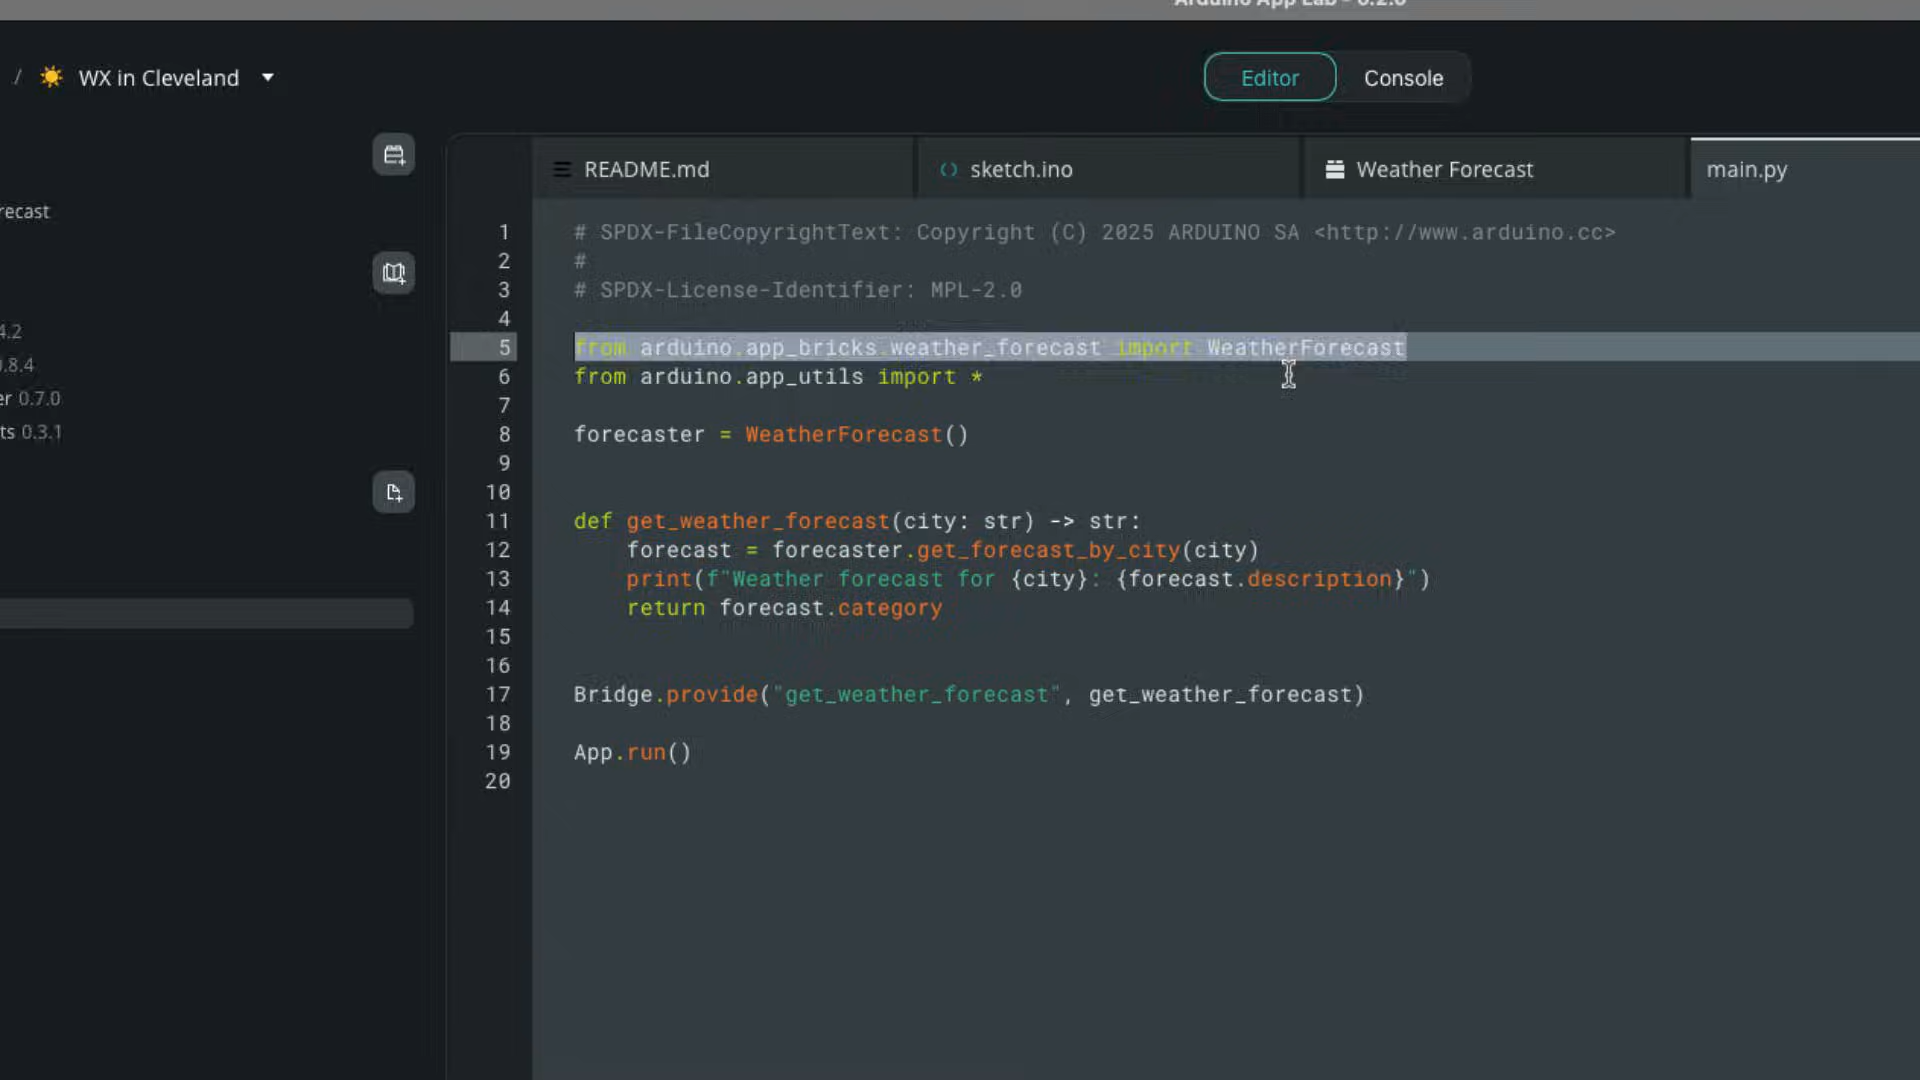 / WX in Cleveland
Editor
Console
README.md
sketch.ino
Weather Forecast
main.py
recast
4.2
.8.4
er 0.7.0
ts 0.3.1
1 # SPDX-FileCopyrightText: Copyright (C) 2025 ARDUINO SA <http://www.arduino.cc>
2 #
3 # SPDX-License-Identifier: MPL-2.0
4
5 from arduino.app_bricks.weather_forecast import WeatherForecast
6 from arduino.app_utils import *
7
8 forecaster = WeatherForecast()
9
10
11 def get_weather_forecast(city: str) -> str:
12     forecast = forecaster.get_forecast_by_city(city)
13     print(f"Weather forecast for {city}: {forecast.description}")
14     return forecast.category
15
16
17 Bridge.provide("get_weather_forecast", get_weather_forecast)
18
19 App.run()
20